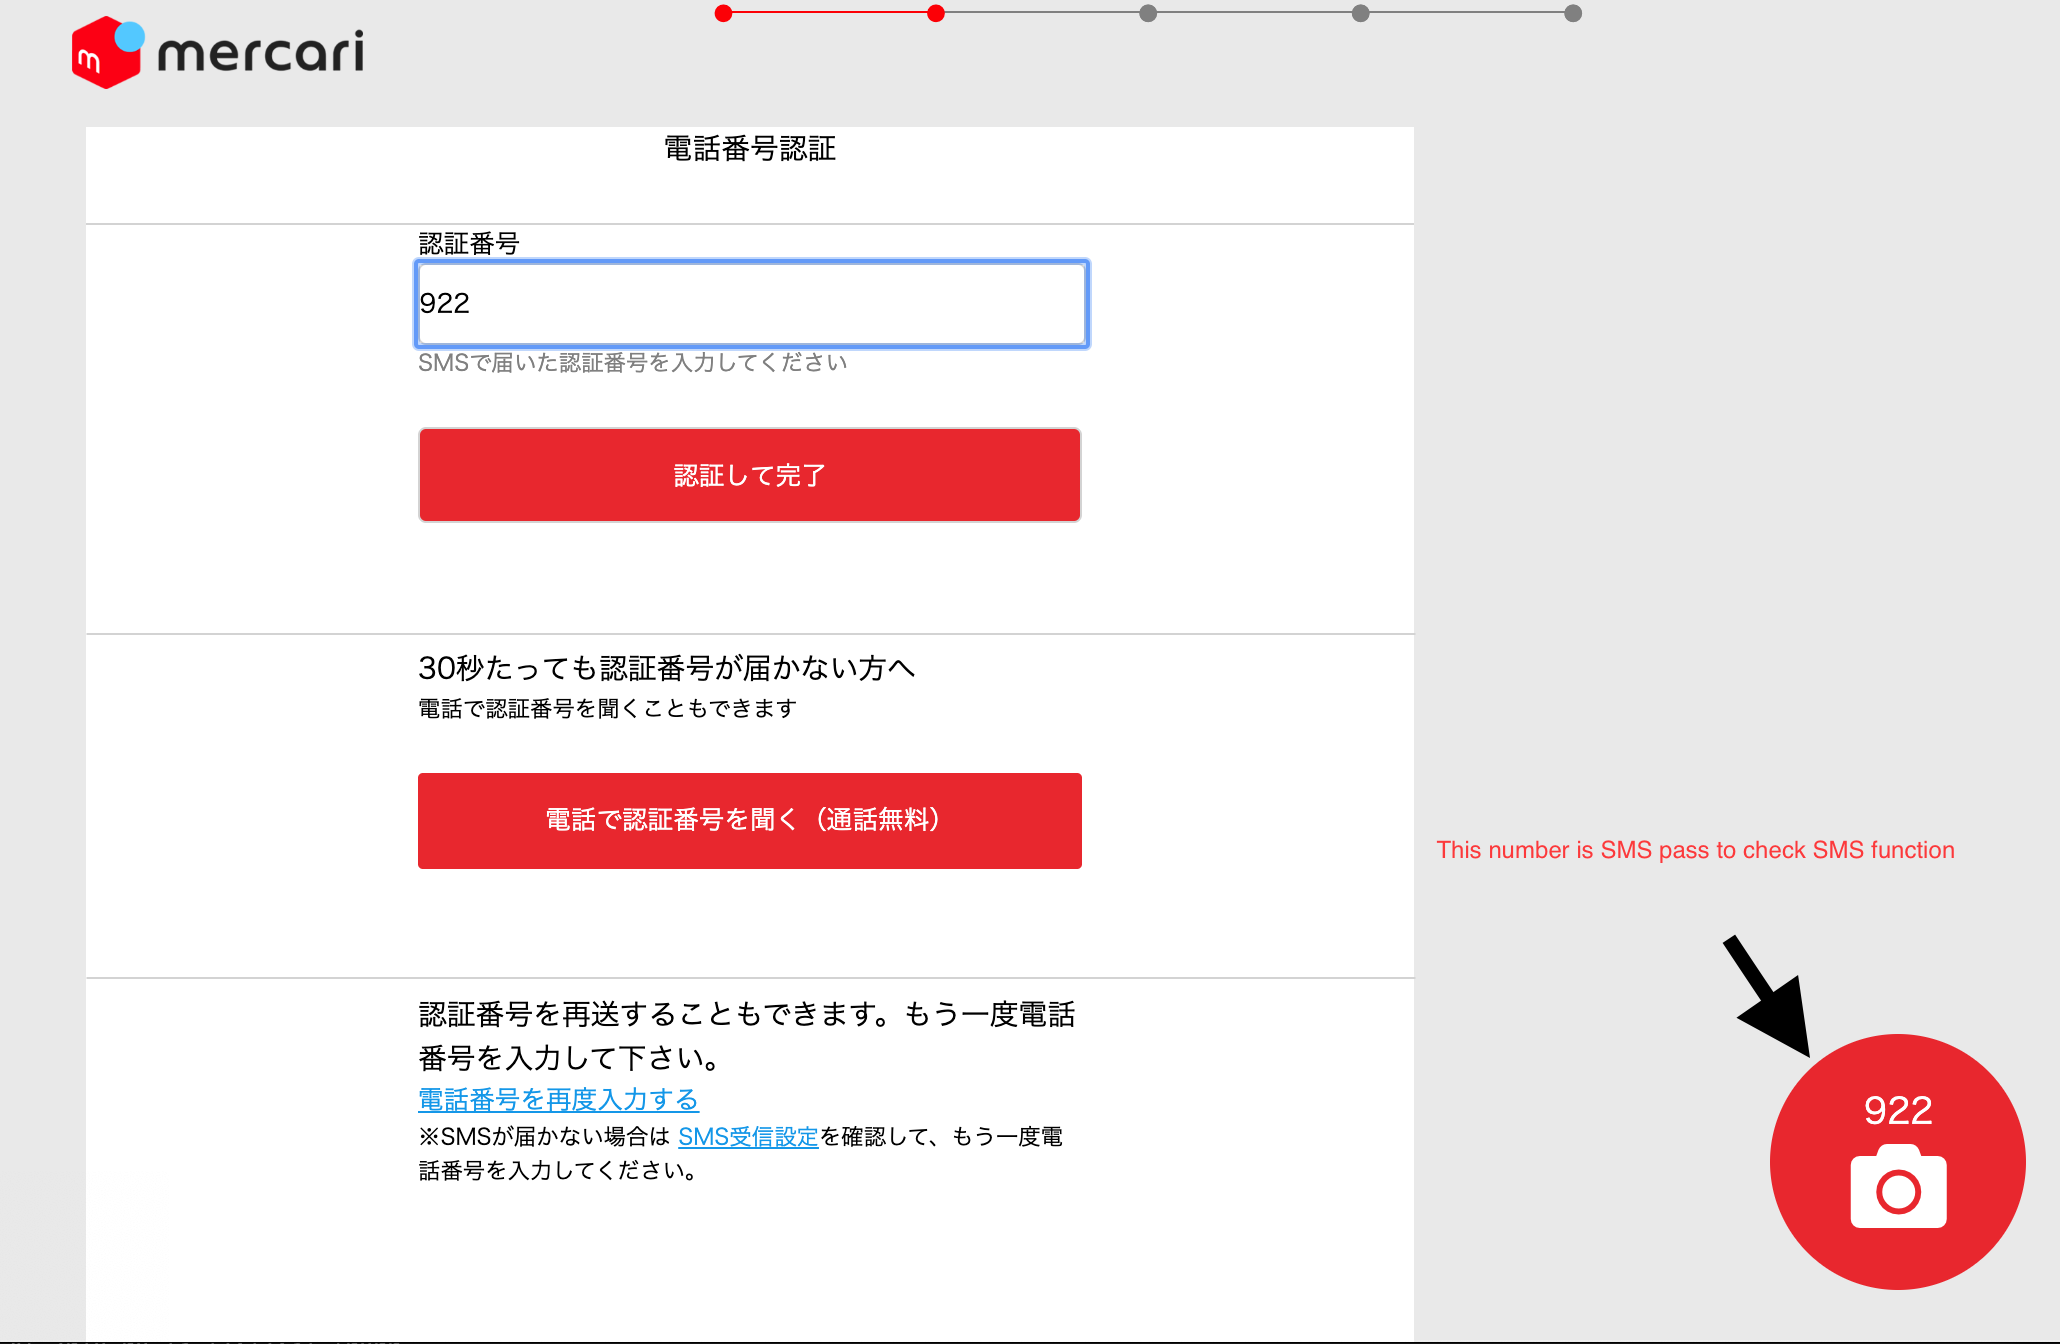 mercari
電話番号認証
認証番号
922
SMSで届いた認証番号を入力してください
認証して完了
30秒たっても認証番号が届かない方へ
電話で認証番号を聞くこともできます
電話で認証番号を聞く（通話無料）
This number is SMS pass to check SMS function
認証番号を再送することもできます。もう一度電話
番号を入力して下さい。
電話番号を再度入力する
※SMSが届かない場合は SMS受信設定を確認して、もう一度電
話番号を入力してください。
922